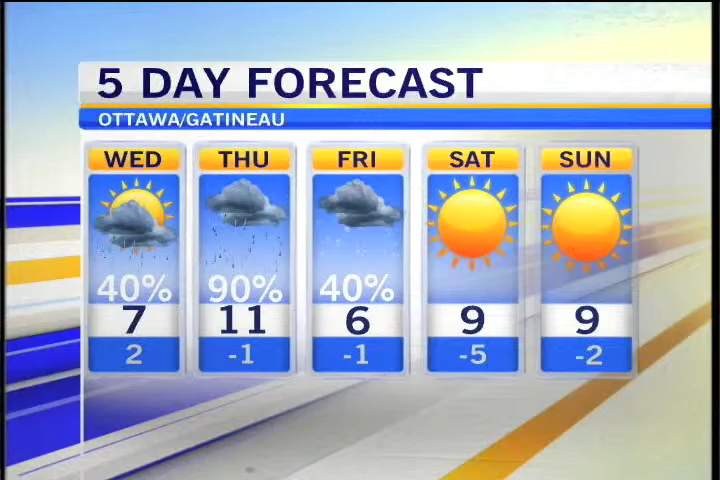 5 DAY FORECAST
OTTAWA/GATINEAU
WED THU FRI SAT SUN
40% 90% 40%
7 11 6 9 9
2 -1 -1 -5 -2